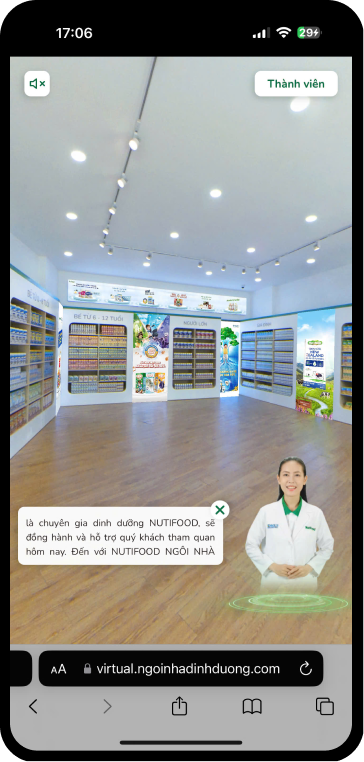 17:06
29
Thành viên
BÉ TỪ 6 - 12 TUỔI
NGƯỜI LỚN
NEW
ZEALAND
là chuyên gia dinh dưỡng NUTIFOOD, sẽ
đồng hành và hỗ trợ quý khách tham quan
hôm nay. Đến với NUTIFOOD NGÔI NHÀ
AA
virtual.ngoinhadinhduong.com